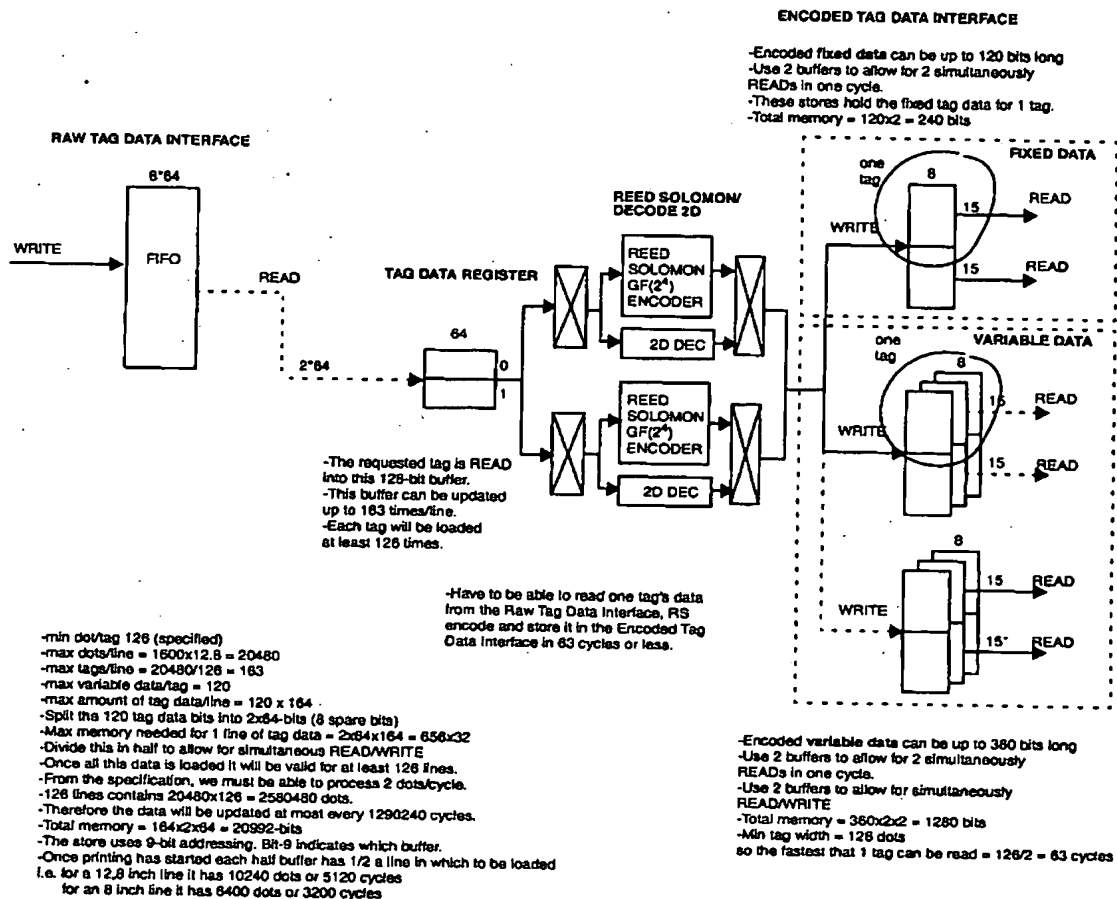 ENCODED TAG DATA INTERFACE
-Encoded fixed data can be up to 120 bits long
-Use 2 buffers to allow for 2 simultaneously
READs in one cycle.
-These stores hold the fixed tag data for 1 tag.
-Total memory = 120x2 = 240 bits
RAW TAG DATA INTERFACE
8*64
WRITE
FIFO
READ
2*64
TAG DATA REGISTER
64
0
1
REED SOLOMON/
DECODE 2D
REED
SOLOMON
GF(2⁴)
ENCODER
2D DEC
REED
SOLOMON
GF(2⁴)
ENCODER
2D DEC
FIXED DATA
one
tag
8
WRITE
15
READ
15
READ
VARIABLE DATA
one
tag
8
WRITE
15
READ
15
READ
8
WRITE
15
READ
15*
READ
-The requested tag is READ
into this 128-bit buffer.
-This buffer can be updated
up to 163 times/line.
-Each tag will be loaded
at least 126 times.
-Have to be able to read one tag's data
from the Raw Tag Data Interface, RS
encode and store it in the Encoded Tag
Data Interface in 63 cycles or less.
-min dot/tag 126 (specified)
-max dots/line = 1600x12.8 = 20480
-max tags/line = 20480/126 = 163
-max variable data/tag = 120
-max amount of tag data/line = 120 x 164
-Split the 120 tag data bits into 2x64-bits (8 spare bits)
-Max memory needed for 1 line of tag data = 2x64x164 = 656x32
-Divide this in half to allow for simultaneous READ/WRITE
-Once all this data is loaded it will be valid for at least 126 lines.
-From the specification, we must be able to process 2 dots/cycle.
-126 lines contains 20480x126 = 2580480 dots.
-Therefore the data will be updated at most every 1290240 cycles.
-Total memory = 164x2x64 = 20992-bits
-The store uses 9-bit addressing. Bit-9 indicates which buffer.
-Once printing has started each half buffer has 1/2 a line in which to be loaded
i.e. for a 12,8 inch line it has 10240 dots or 5120 cycles
for an 8 inch line it has 6400 dots or 3200 cycles
-Encoded variable data can be up to 360 bits long
-Use 2 buffers to allow for 2 simultaneously
READs in one cycle.
-Use 2 buffers to allow for simultaneously
READ/WRITE
-Total memory = 360x2x2 = 1280 bits
-Min tag width = 126 dots
so the fastest that 1 tag can be read = 126/2 = 63 cycles